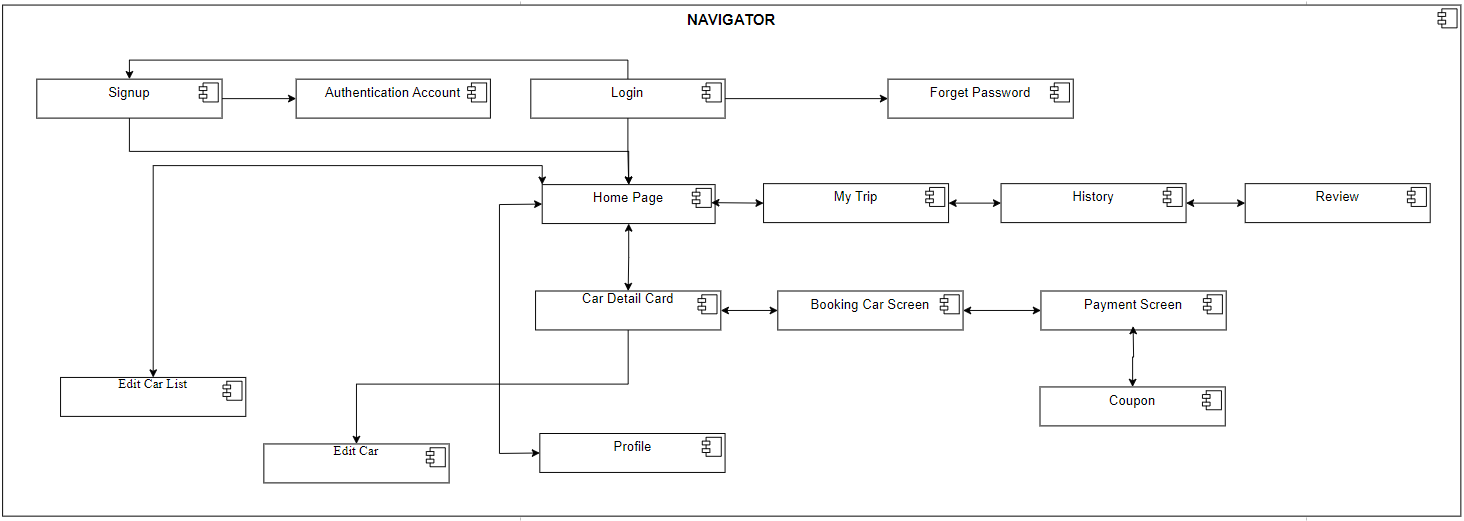 NAVIGATOR
Signup
Authentication Account
Login
Forget Password
Home Page
My Trip
History
Review
Car Detail Card
Booking Car Screen
Payment Screen
Edit Car List
Coupon
Edit Car
Profile